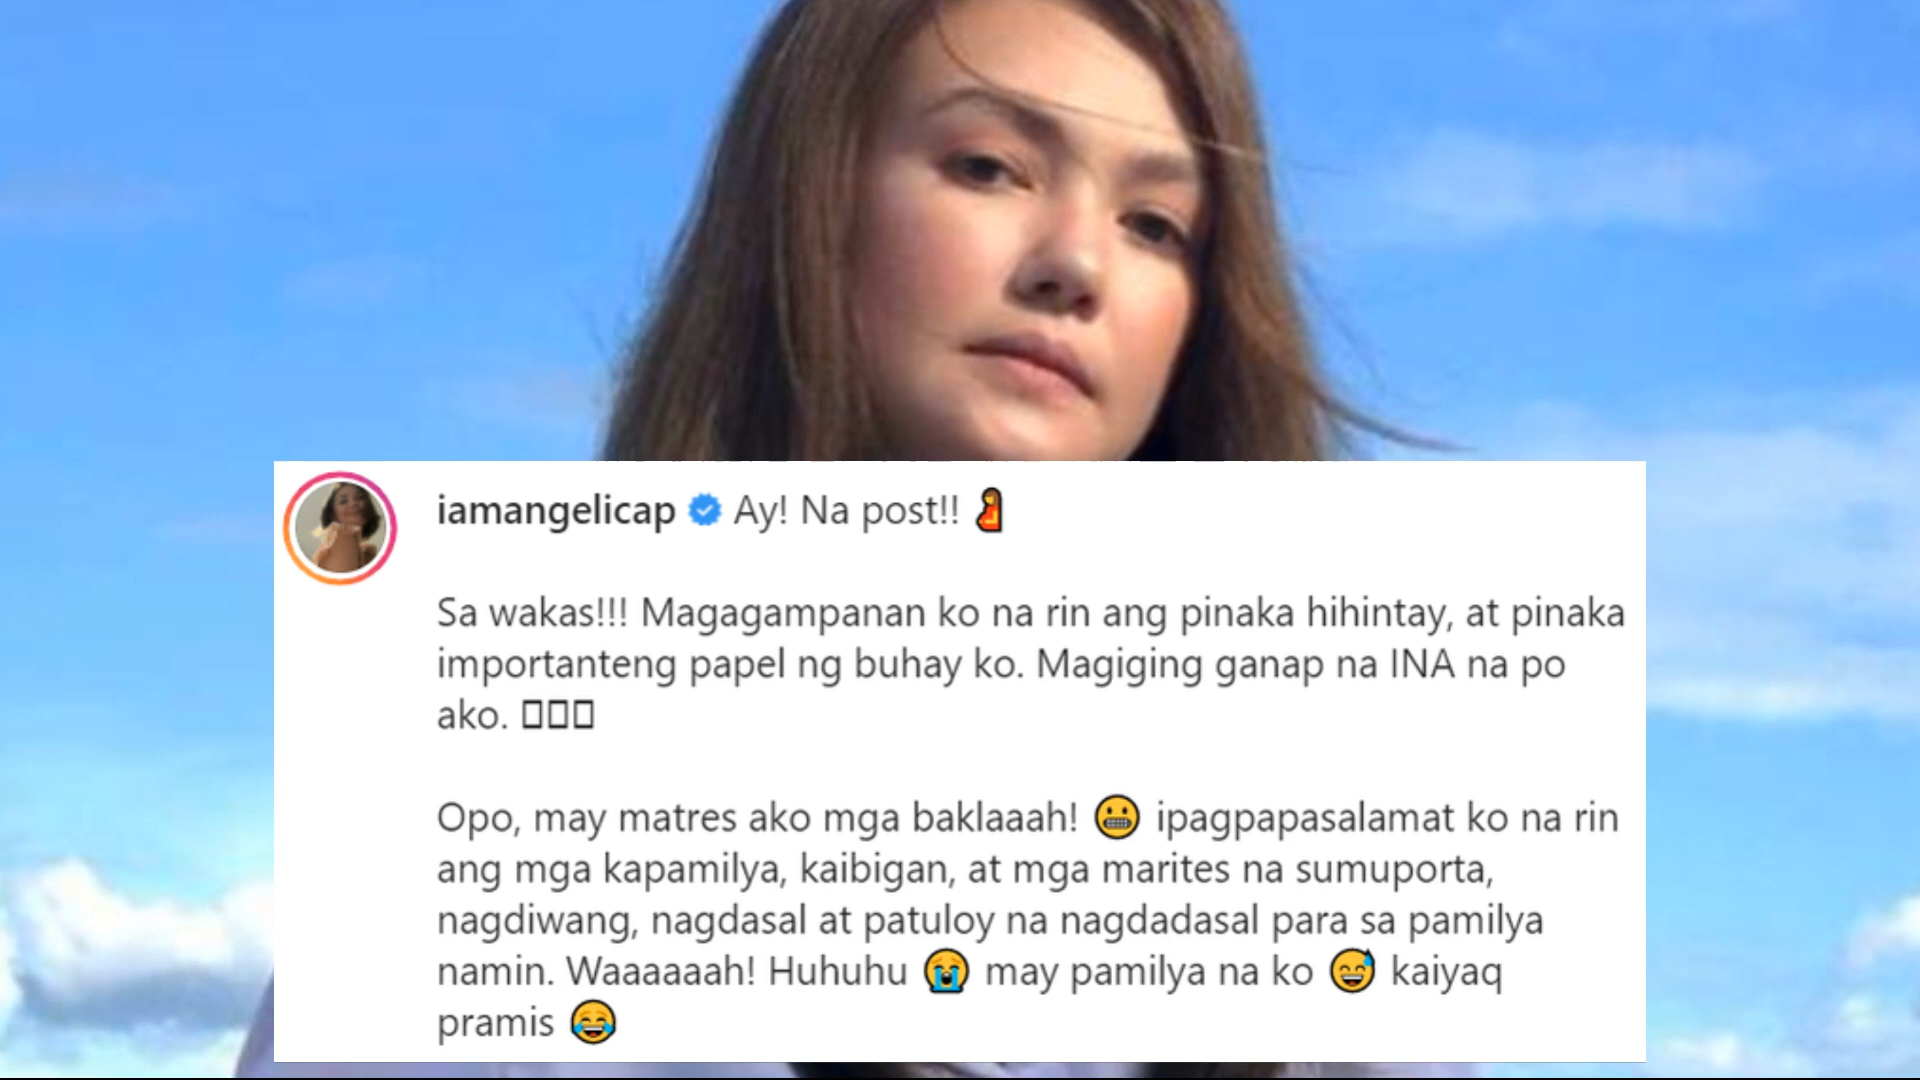 iamangelicap Ay! Na post!! 🤰
Sa wakas!!! Magagampanan ko na rin ang pinaka hihintay, at pinaka
importanteng papel ng buhay ko. Magiging ganap na INA na po
ako. 
Opo, may matres ako mga baklaaah! 😬 ipagpapasalamat ko na rin
ang mga kapamilya, kaibigan, at mga marites na sumuporta,
nagdiwang, nagdasal at patuloy na nagdadasal para sa pamilya
namin. Waaaaaah! Huhuhu 😭 may pamilya na ko 😅 kaiyaq
pramis 😂